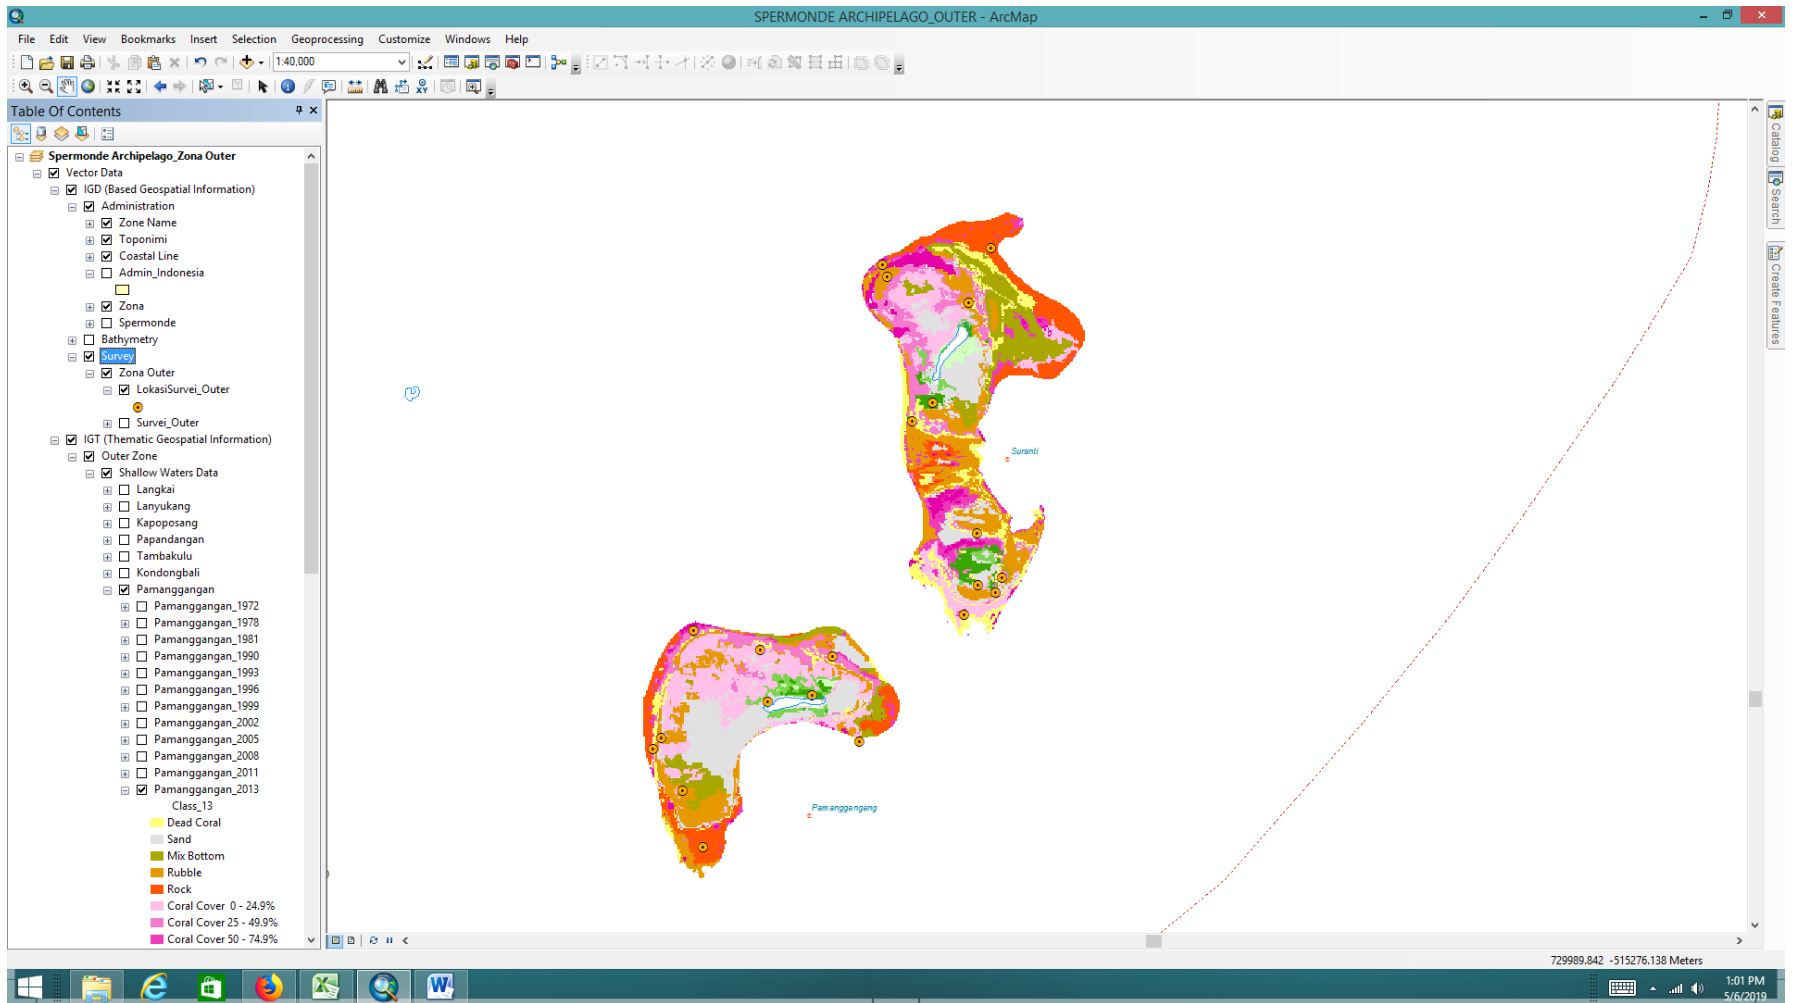 SPERMONDE ARCHIPELAGO_OUTER - ArcMap
File Edit View Bookmarks Insert Selection Geoprocessing Customize Windows Help
1:40,000
Table Of Contents
Spermonde Archipelago_Zona Outer
Vector Data
IGD (Based Geospatial Information)
Administration
Zone Name
Toponimi
Coastal Line
Admin_Indonesia
Zona
Spermonde
Bathymetry
Survey
Zona Outer
LokasiSurvei_Outer
Survei_Outer
IGT (Thematic Geospatial Information)
Outer Zone
Shallow Waters Data
Langkai
Lanyukang
Kapoposang
Papandangan
Tambakulu
Kondongbali
Pamanggangan
Pamanggangan_1972
Pamanggangan_1978
Pamanggangan_1981
Pamanggangan_1990
Pamanggangan_1993
Pamanggangan_1996
Pamanggangan_1999
Pamanggangan_2002
Pamanggangan_2005
Pamanggangan_2008
Pamanggangan_2011
Pamanggangan_2013
Class_13
Dead Coral
Sand
Mix Bottom
Rubble
Rock
Coral Cover 0 - 24.9%
Coral Cover 25 - 49.9%
Coral Cover 50 - 74.9%
Suranti
Pamanggangang
Catalog
Search
Create Features
729989.842 -515276.138 Meters
1:01 PM
5/6/2019